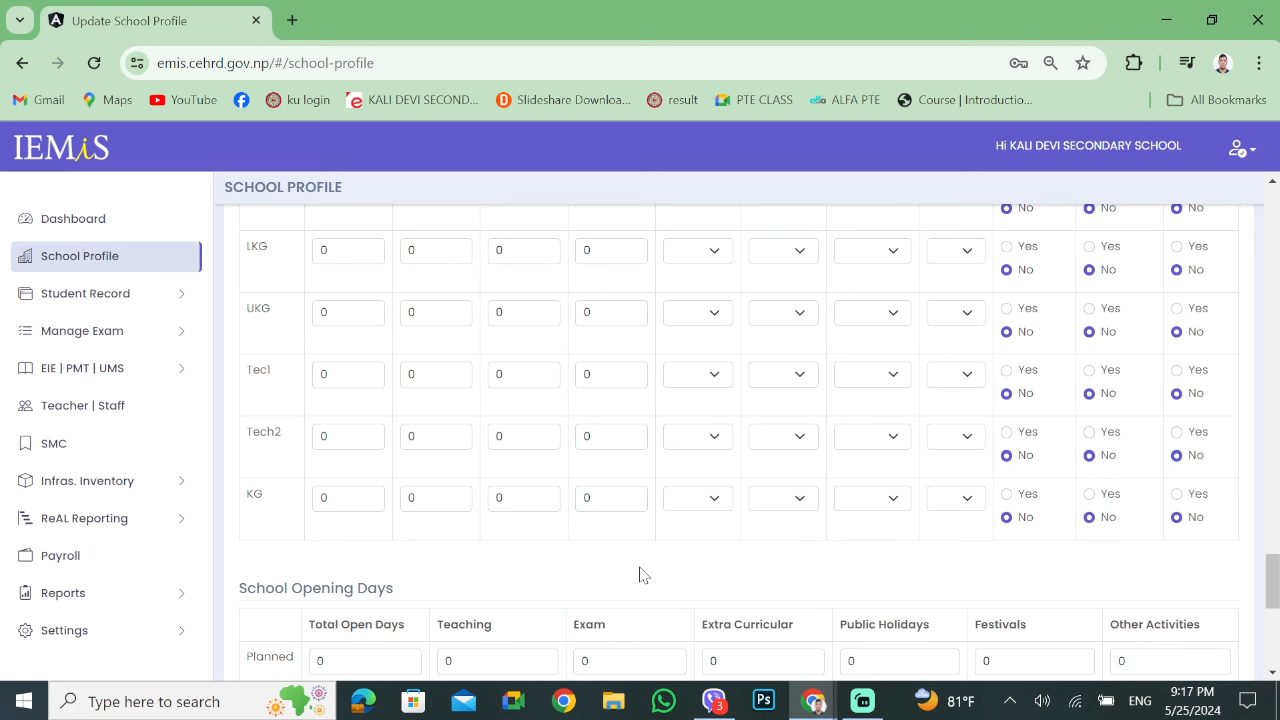 Update School Profile
emis.cehrd.gov.np/#/school-profile
Gmail Maps YouTube ku login KALI DEVI SECOND... Slideshare Downloa... result PTE CLASS ALFA PTE Course | Introductio... All Bookmarks
IEMiS
Hi KALI DEVI SECONDARY SCHOOL
Dashboard
School Profile
Student Record
Manage Exam
EIE | PMT | UMS
Teacher | Staff
SMC
Infras. Inventory
ReAL Reporting
Payroll
Reports
Settings
SCHOOL PROFILE
No No No
LKG 0 0 0 0 Yes Yes Yes
No No No
UKG 0 0 0 0 Yes Yes Yes
No No No
Tec1 0 0 0 0 Yes Yes Yes
No No No
Tech2 0 0 0 0 Yes Yes Yes
No No No
KG 0 0 0 0 Yes Yes Yes
No No No
School Opening Days
Total Open Days Teaching Exam Extra Curricular Public Holidays Festivals Other Activities
Planned 0 0 0 0 0 0 0
Type here to search
3
Ps
81°F
ENG
9:17 PM
5/25/2024